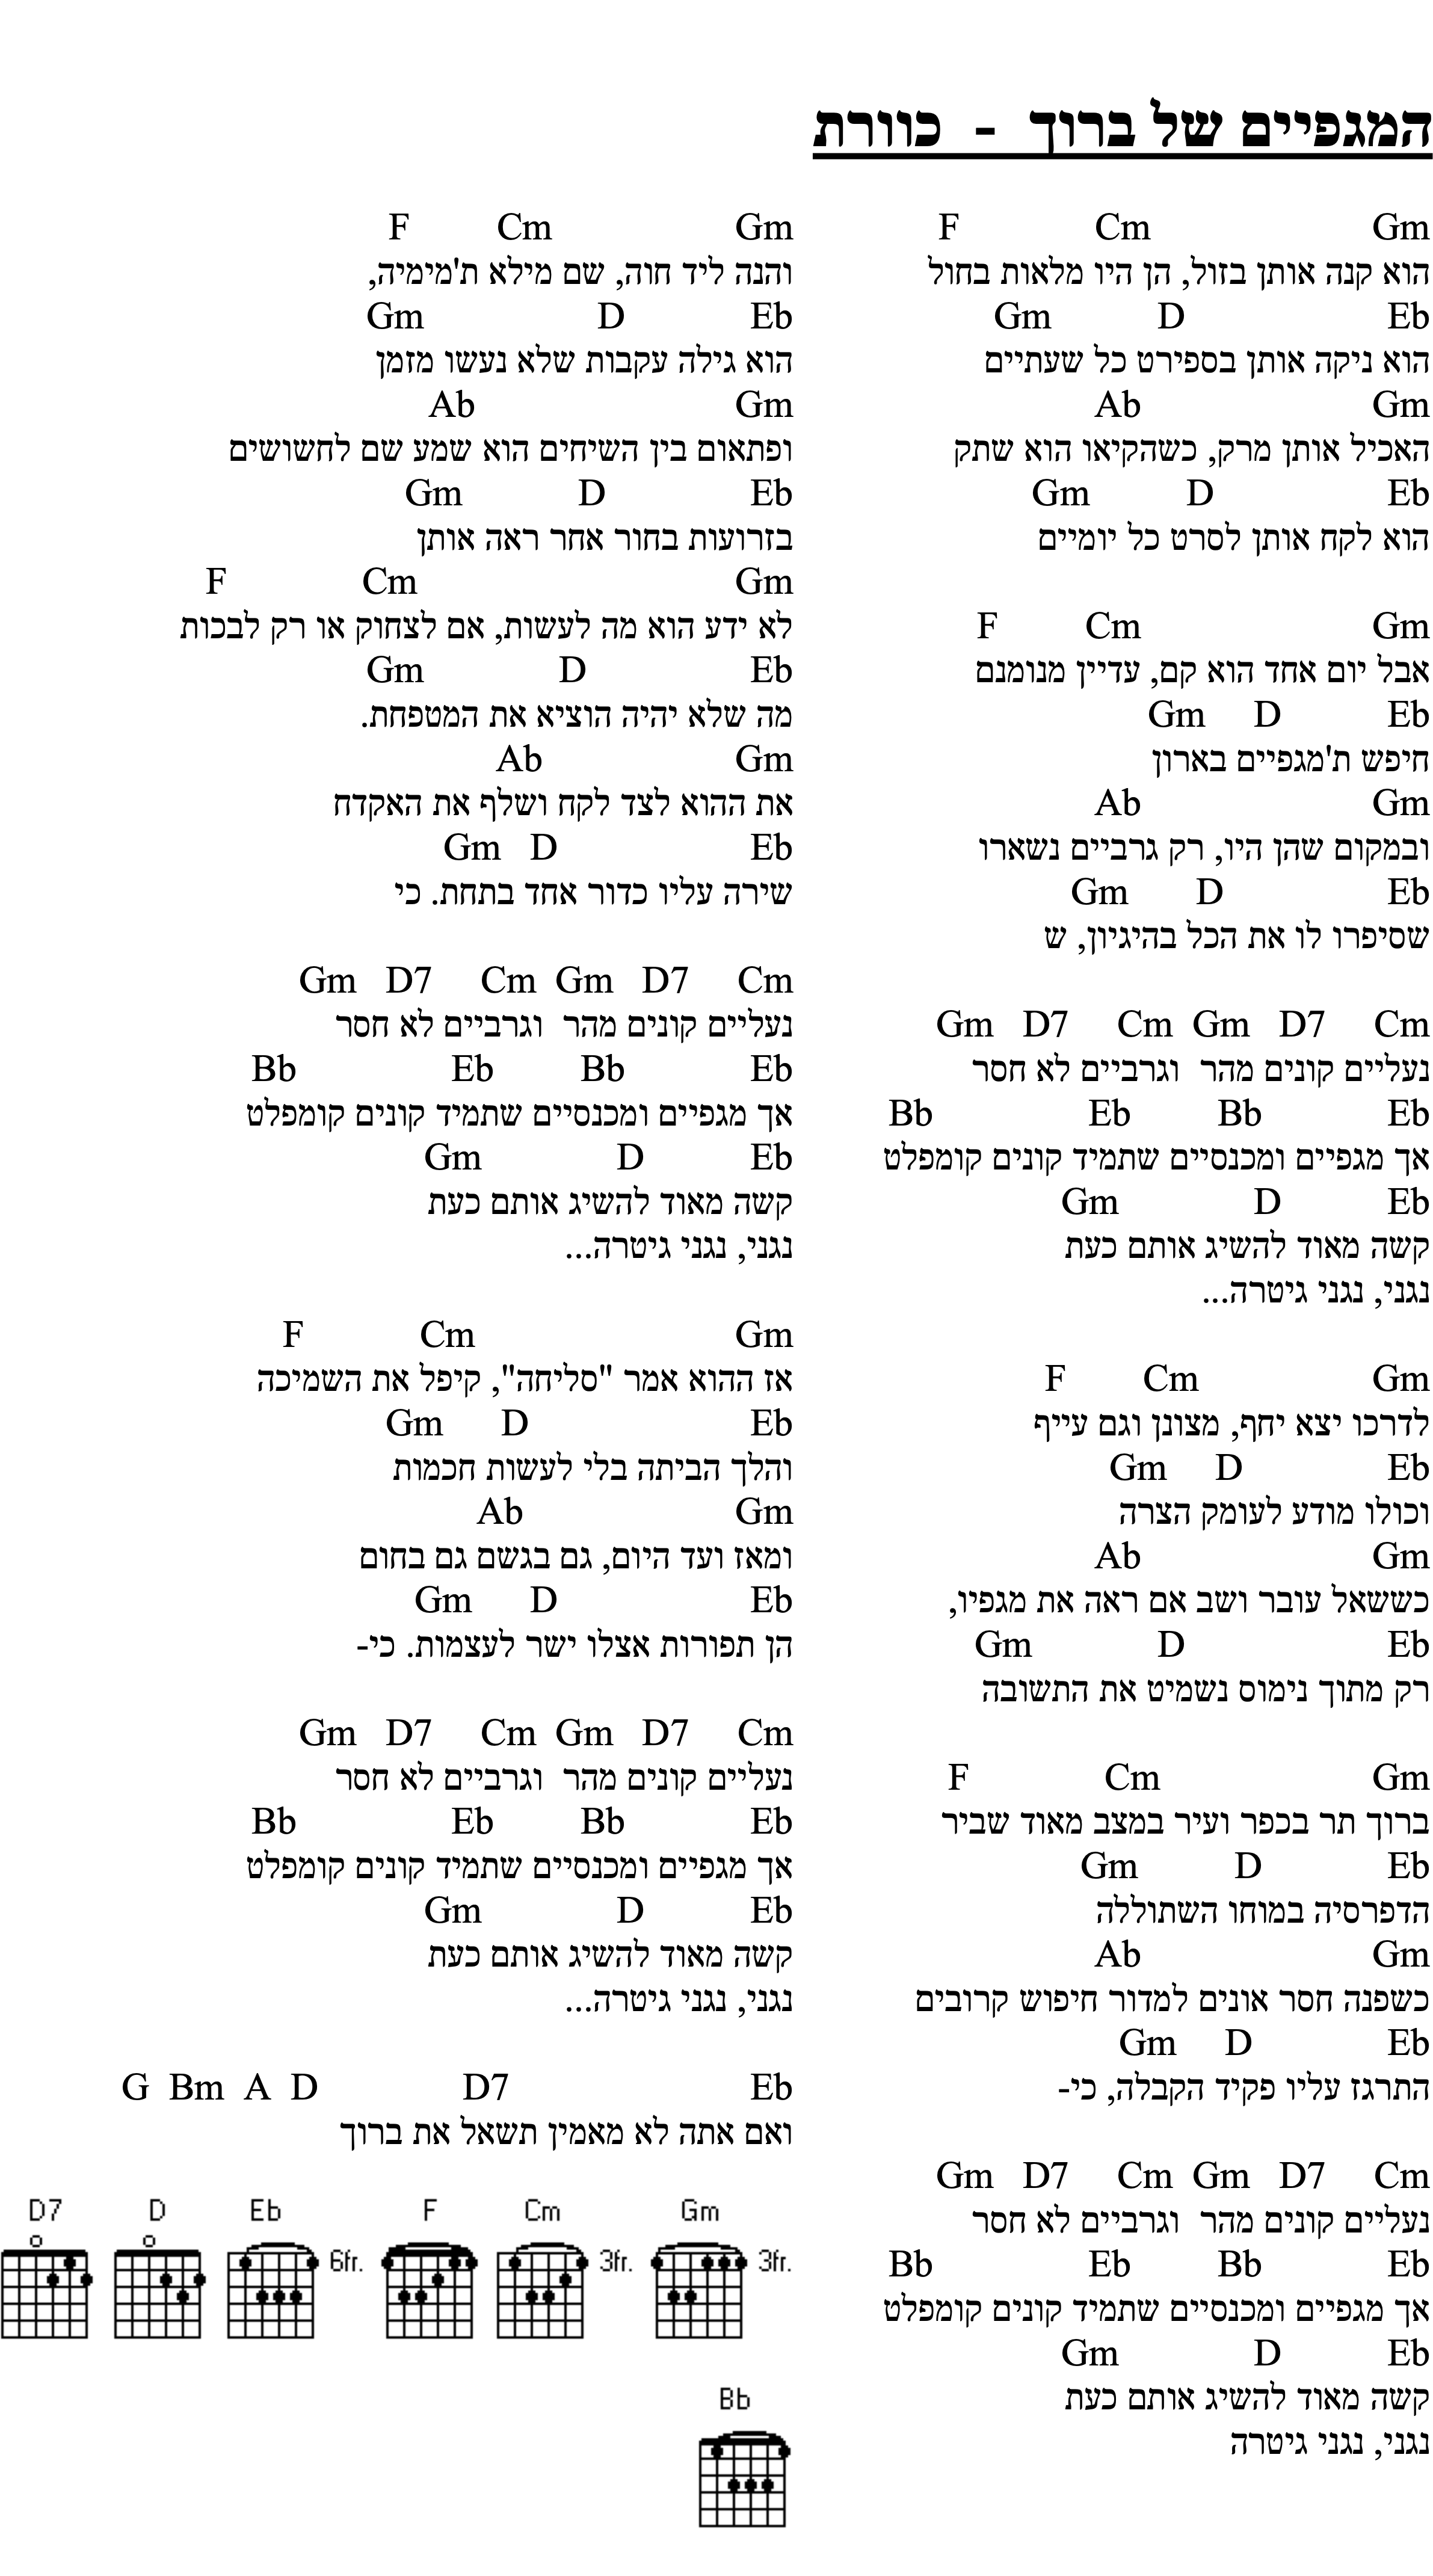 המגפיים של ברוך - כוורת
Gm Cm F
הוא קנה אותן בזול, הן היו מלאות בחול
Eb D Gm
הוא ניקה אותן בספירט כל שעתיים
Gm Ab
האכיל אותן מרק, כשהקיאו הוא שתק
Eb D Gm
הוא לקח אותן לסרט כל יומיים
Gm Cm F
אבל יום אחד הוא קם, עדיין מנומנם
Eb D Gm
חיפש ת'מגפיים בארון
Gm Ab
ובמקום שהן היו, רק גרביים נשארו
Eb D Gm
שסיפרו לו את הכל בהיגיון, ש
Cm D7 Gm Cm D7 Gm
נעליים קונים מהר וגרביים לא חסר
Eb Bb Eb Bb
אך מגפיים ומכנסיים שתמיד קונים קומפלט
Eb D Gm
קשה מאוד להשיג אותם כעת
נגני, נגני גיטרה...
Gm Cm F
לדרכו יצא יחף, מצונן וגם עייף
Eb D Gm
וכולו מודע לעומק הצרה
Gm Ab
כששאל עובר ושב אם ראה את מגפיו,
Eb D Gm
רק מתוך נימוס נשמיט את התשובה
Gm Cm F
ברוך תר בכפר ועיר במצב מאוד שביר
Eb D Gm
הדפרסיה במוחו השתוללה
Gm Ab
כשפנה חסר אונים למדור חיפוש קרובים
Eb D Gm
התרגז עליו פקיד הקבלה, כי-
Cm D7 Gm Cm D7 Gm
נעליים קונים מהר וגרביים לא חסר
Eb Bb Eb Bb
אך מגפיים ומכנסיים שתמיד קונים קומפלט
Eb D Gm
קשה מאוד להשיג אותם כעת
נגני, נגני גיטרה
Gm Cm F
והנה ליד חוה, שם מילא ת'מימיה,
Eb D Gm
הוא גילה עקבות שלא נעשו מזמן
Gm Ab
ופתאום בין השיחים הוא שמע שם לחשושים
Eb D Gm
בזרועות בחור אחר ראה אותן
Gm Cm F
לא ידע הוא מה לעשות, אם לצחוק או רק לבכות
Eb D Gm
מה שלא יהיה הוציא את המטפחת.
Gm Ab
את ההוא לצד לקח ושלף את האקדח
Eb D Gm
שירה עליו כדור אחד בתחת. כי
Cm D7 Gm Cm D7 Gm
נעליים קונים מהר וגרביים לא חסר
Eb Bb Eb Bb
אך מגפיים ומכנסיים שתמיד קונים קומפלט
Eb D Gm
קשה מאוד להשיג אותם כעת
נגני, נגני גיטרה...
Gm Cm F
אז ההוא אמר "סליחה", קיפל את השמיכה
Eb D Gm
והלך הביתה בלי לעשות חכמות
Gm Ab
ומאז ועד היום, גם בגשם גם בחום
Eb D Gm
הן תפורות אצלו ישר לעצמות. כי-
Cm D7 Gm Cm D7 Gm
נעליים קונים מהר וגרביים לא חסר
Eb Bb Eb Bb
אך מגפיים ומכנסיים שתמיד קונים קומפלט
Eb D Gm
קשה מאוד להשיג אותם כעת
נגני, נגני גיטרה...
Eb D7 D A Bm G
ואם אתה לא מאמין תשאל את ברוך
Gm Cm F Eb D D7
3fr. 3fr. 6fr.
Bb